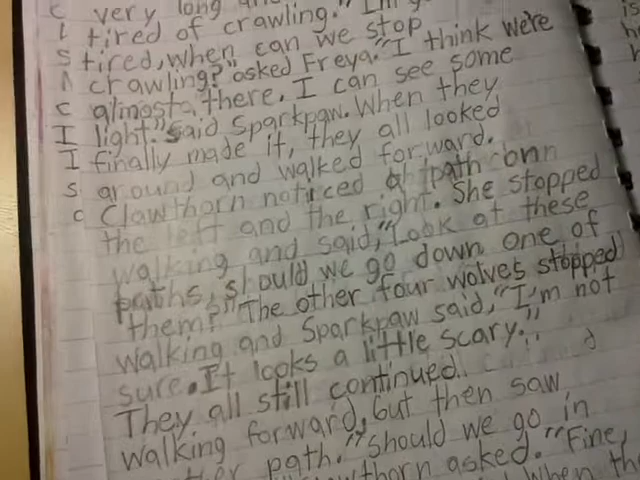 very long
tired of crawling."
tired, when can we stop
crawling?" asked Freya. "I think we're
almost there. I can see some
light." said Sparkpaw. When they
finally made it, they all looked
around and walked forward.
Clawthorn noticed a path onn
the left and the right. She stopped
walking and said, "Look at these
paths, should we go down one of
them?" The other four wolves stopped
walking and Sparkpaw said, "I'm not
sure. It looks a little scary."
They all still continued
walking forward, but then saw
path. "Should we go in
asked. "Fine,
When the